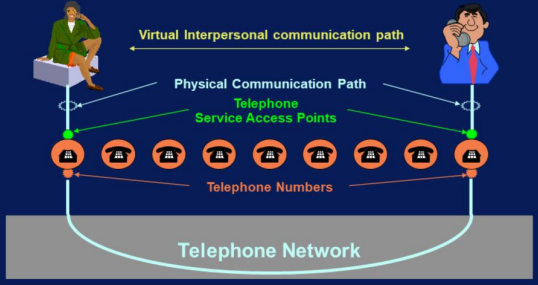 Virtual Interpersonal communication path
Physical Communication Path
Telephone
Service Access Points
Telephone Numbers
Telephone Network